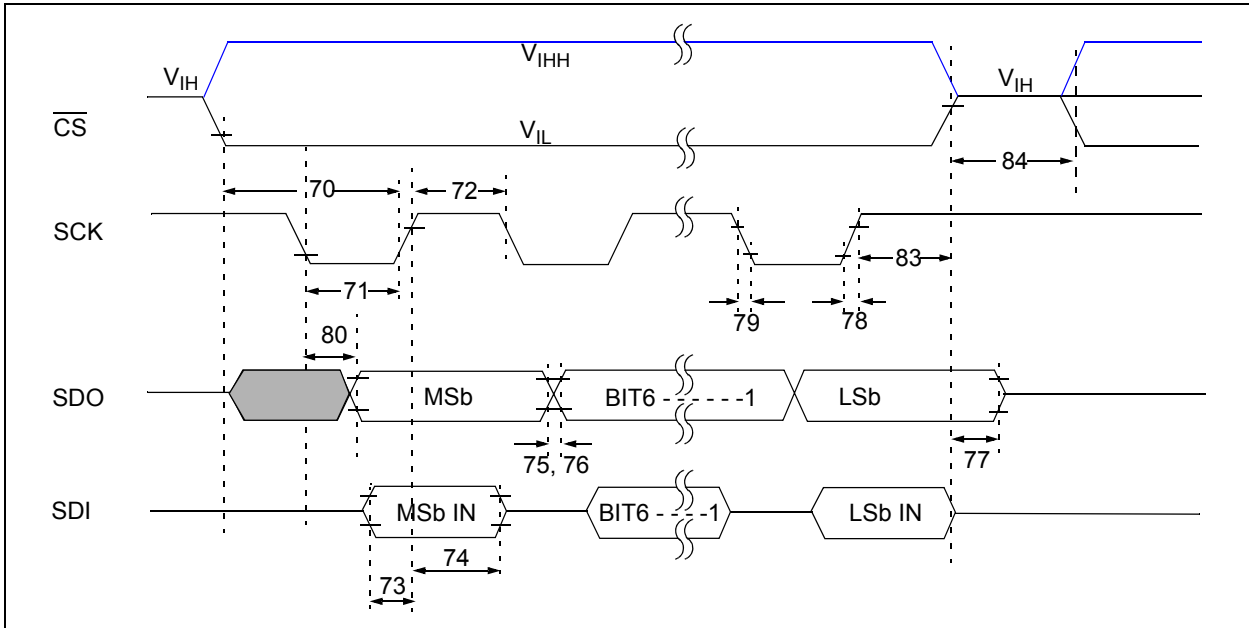 VIH
VIHH
VIH
CS
VIL
84
70
72
SCK
83
71
79
78
80
SDO
MSb
BIT6 - - - - - -1
LSb
75, 76
77
SDI
MSb IN
BIT6 - - - - -1
LSb IN
74
73